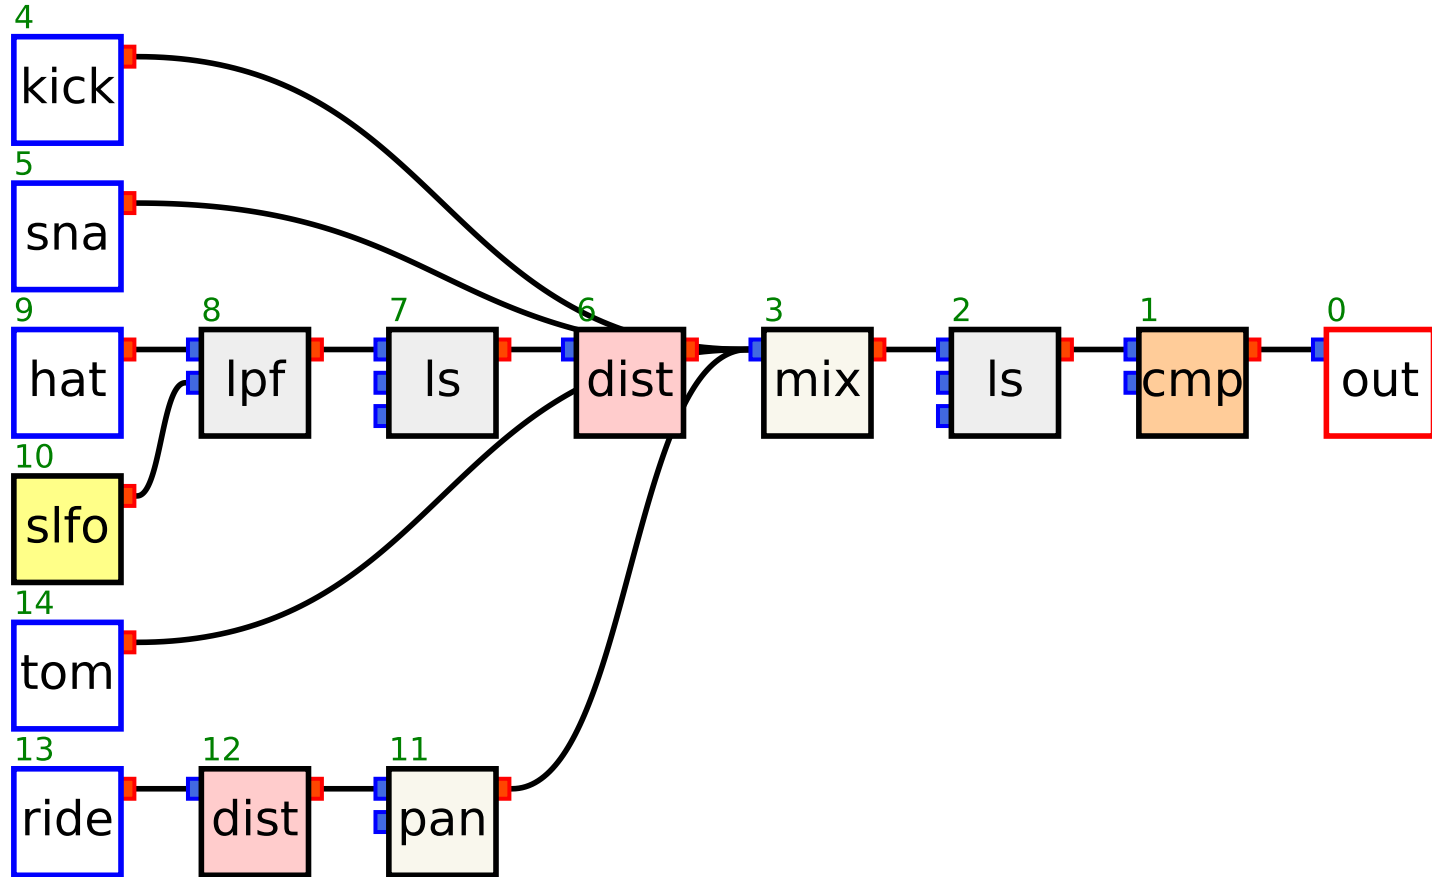 4
kick
5
sna
9 8 7 6 3 2 1 0
hat lpf ls dist mix ls cmp out
10
slfo
14
tom
13 12 11
ride dist pan